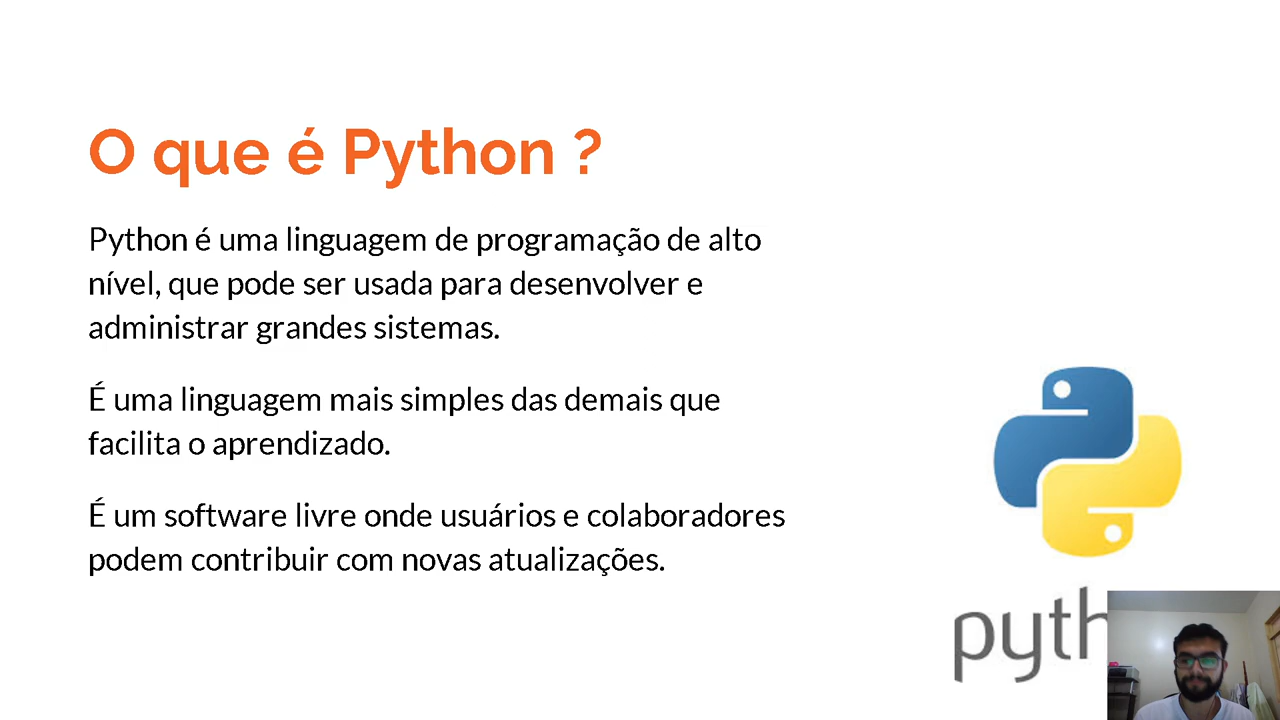 O que é Python ?
Python é uma linguagem de programação de alto
nível, que pode ser usada para desenvolver e
administrar grandes sistemas.
É uma linguagem mais simples das demais que
facilita o aprendizado.
É um software livre onde usuários e colaboradores
podem contribuir com novas atualizações.
pyth